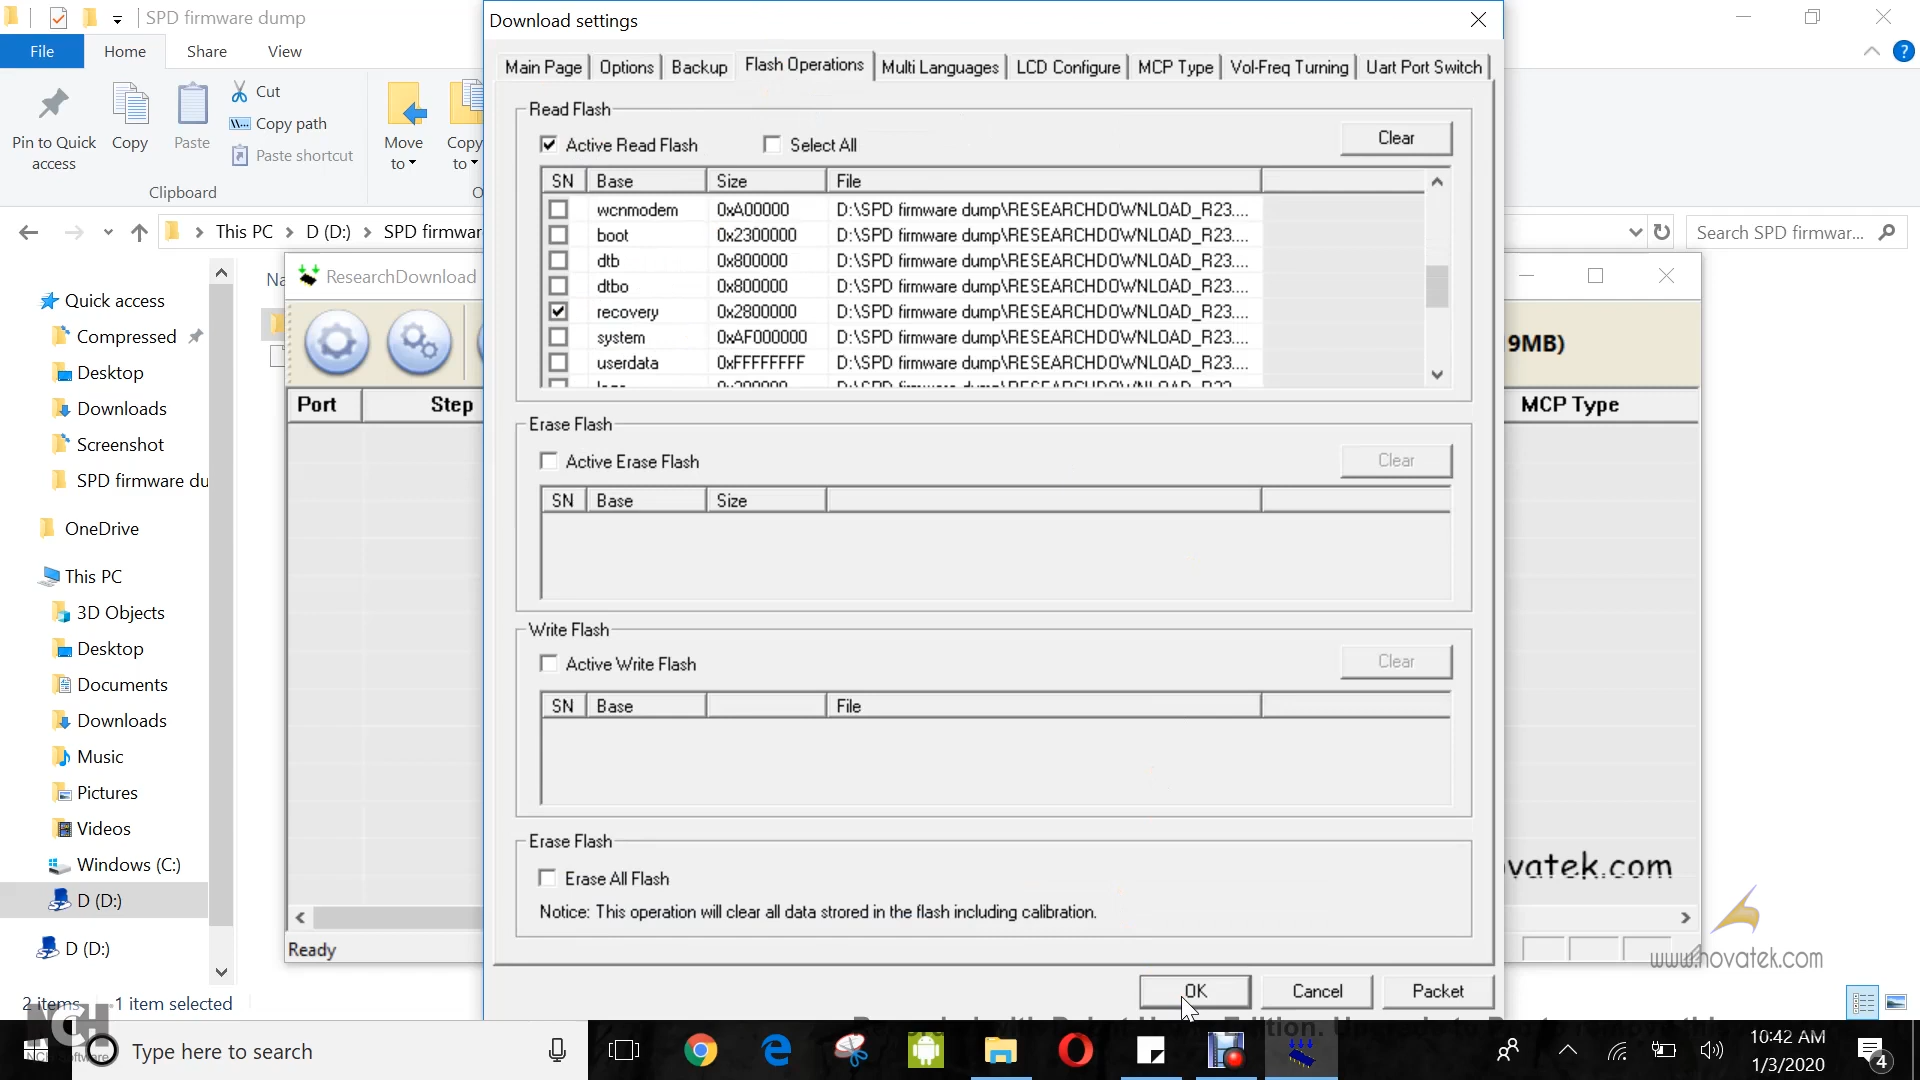 SPD firmware dump
File Home Share View
Pin to Quick access
Copy
Paste
Cut
Copy path
Paste shortcut
Clipboard
Move to
Copy to
This PC D (D:) SPD firmwar
Search SPD firmwar...
Quick access
Compressed
Desktop
Downloads
Screenshot
SPD firmware du
OneDrive
This PC
3D Objects
Desktop
Documents
Downloads
Music
Pictures
Videos
Windows (C:)
D (D:)
D (D:)
2 items 1 item selected
Na
ResearchDownload
Port Step
Ready
9MB)
MCP Type
ovatek.com
www.hovatek.com
Download settings
Main Page Options Backup Flash Operations Multi Languages LCD Configure MCP Type Vol-Freq Turning Uart Port Switch
Read Flash
Active Read Flash Select All Clear
SN Base Size File
wcnmodem 0xA00000 D:\SPD firmware dump\RESEARCHDOWNLOAD_R23....
boot 0x2300000 D:\SPD firmware dump\RESEARCHDOWNLOAD_R23....
dtb 0x800000 D:\SPD firmware dump\RESEARCHDOWNLOAD_R23....
dtbo 0x800000 D:\SPD firmware dump\RESEARCHDOWNLOAD_R23....
recovery 0x2800000 D:\SPD firmware dump\RESEARCHDOWNLOAD_R23....
system 0xAF000000 D:\SPD firmware dump\RESEARCHDOWNLOAD_R23....
userdata 0xFFFFFFFF D:\SPD firmware dump\RESEARCHDOWNLOAD_R23....
Erase Flash
Active Erase Flash Clear
SN Base Size
Write Flash
Active Write Flash Clear
SN Base File
Erase Flash
Erase All Flash
Notice: This operation will clear all data strored in the flash including calibration.
OK Cancel Packet
NCH Software
Type here to search
10:42 AM
1/3/2020
4